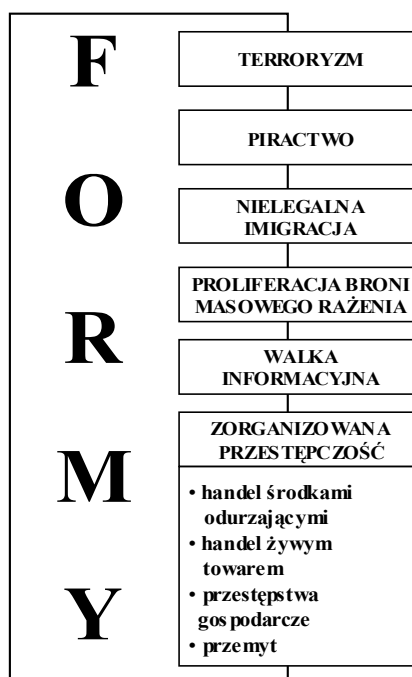 F
O
R
M
Y
TERRORYZM
PIRACTWO
NIELEGALNA
IMIGRACJA
PROLIFERACJA BRONI
MASOWEGO RAŻENIA
WALKA
INFORMACYJNA
ZORGANIZOWANA
PRZESTĘPCZOŚĆ
• handel środkami
odurzającymi
• handel żywym
towarem
• przestępstwa
gospodarcze
• przemyt